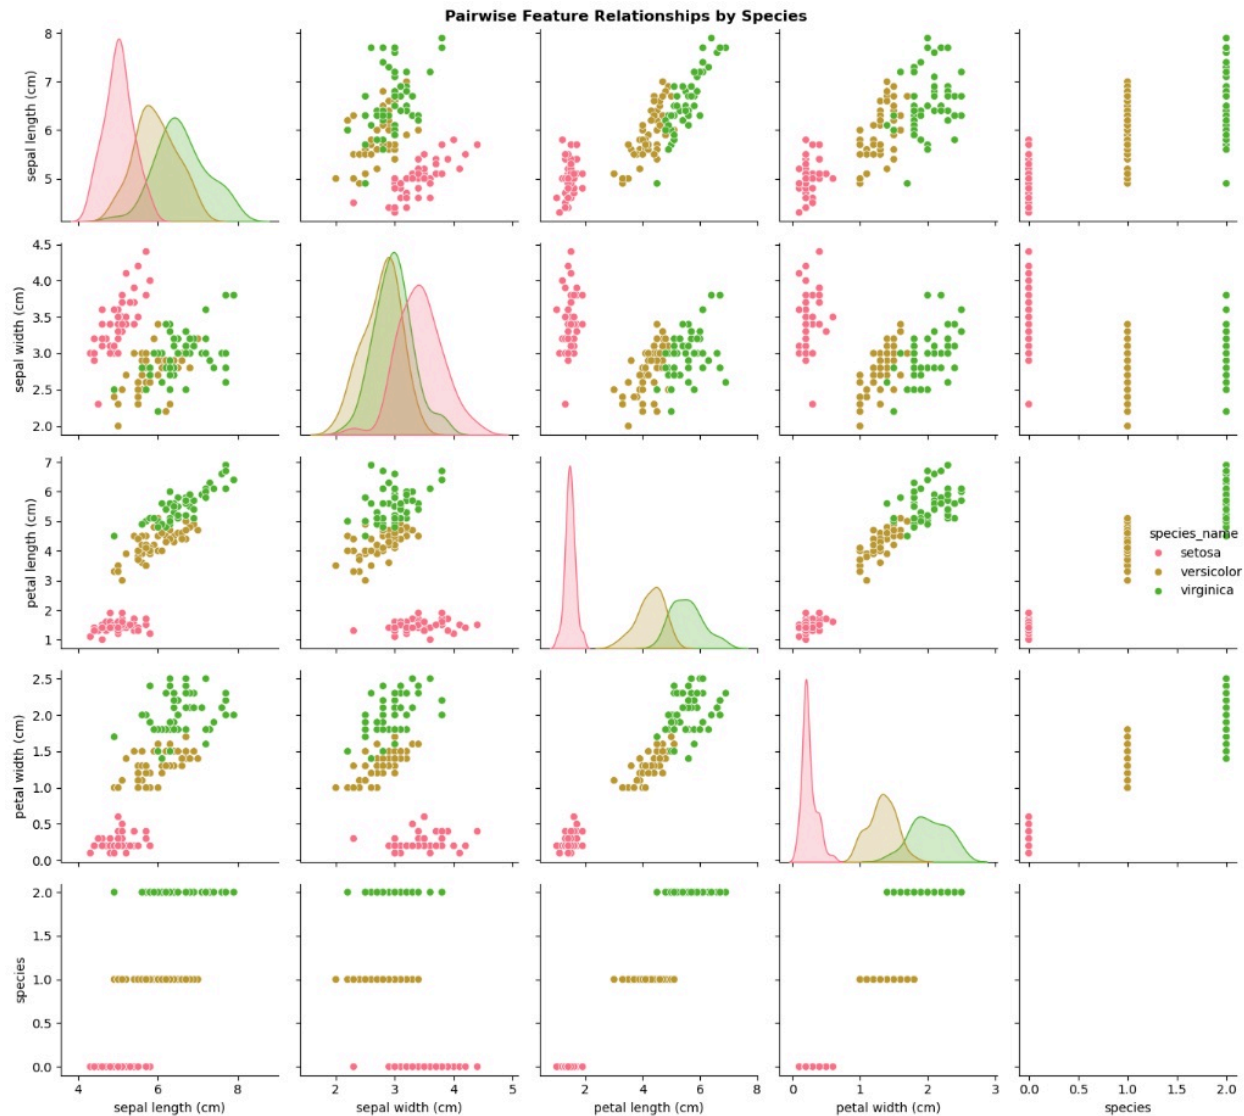 Pairwise Feature Relationships by Species
8
7
6
5
sepal length (cm)
4.5
4.0
3.5
3.0
2.5
2.0
sepal width (cm)
7
6
5
4
3
2
1
petal length (cm)
species_name
setosa
versicolor
virginica
2.5
2.0
1.5
1.0
0.5
0.0
petal width (cm)
2.0
1.5
1.0
0.5
0.0
species
4 6 8
2 3 4 5
2 4 6 8
0 1 2 3
0.0 0.5 1.0 1.5 2.0
sepal length (cm)
sepal width (cm)
petal length (cm)
petal width (cm)
species